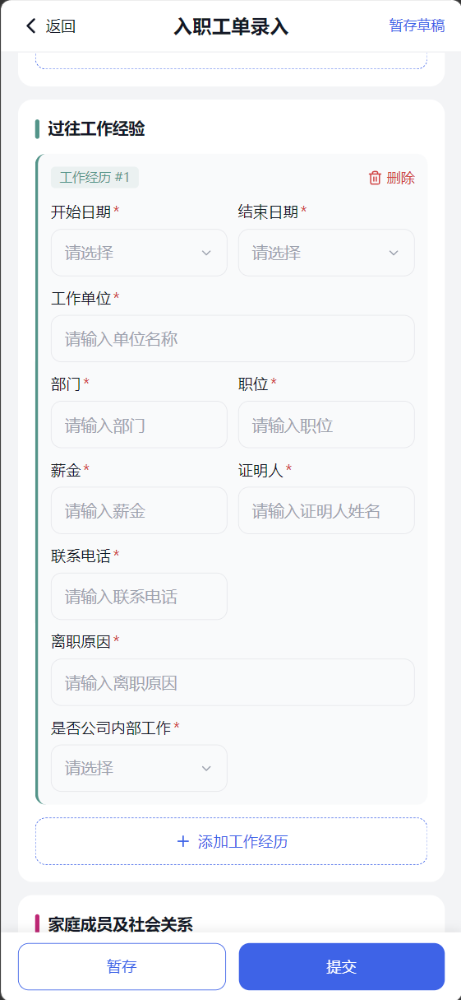 返回 入职工单录入 暂存草稿
过往工作经验
工作经历 #1 删除
开始日期* 结束日期*
请选择 请选择
工作单位*
请输入单位名称
部门* 职位*
请输入部门 请输入职位
薪金* 证明人*
请输入薪金 请输入证明人姓名
联系电话*
请输入联系电话
离职原因*
请输入离职原因
是否公司内部工作*
请选择
+ 添加工作经历
家庭成员及社会关系
暂存 提交